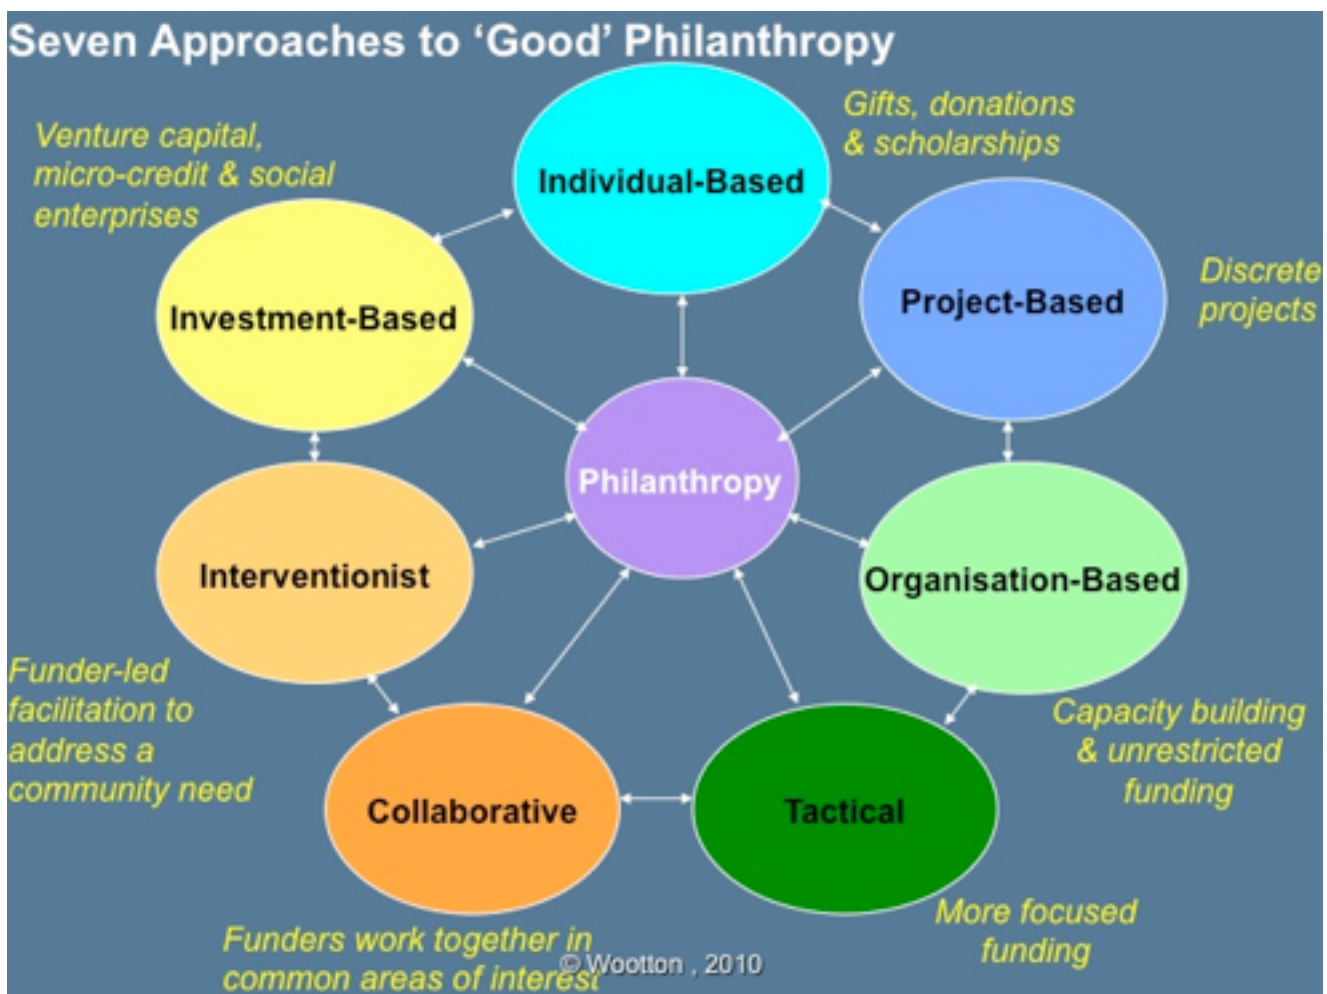 Seven Approaches to ‘Good’ Philanthropy
Gifts, donations
& scholarships
Venture capital,
micro-credit & social
enterprises
Individual-Based
Investment-Based
Project-Based
Discrete
projects
Philanthropy
Interventionist
Organisation-Based
Funder-led
facilitation to
address a
community need
Capacity building
& unrestricted
funding
Collaborative
Tactical
More focused
funding
Funders work together in
common areas of interest
© Wootton , 2010